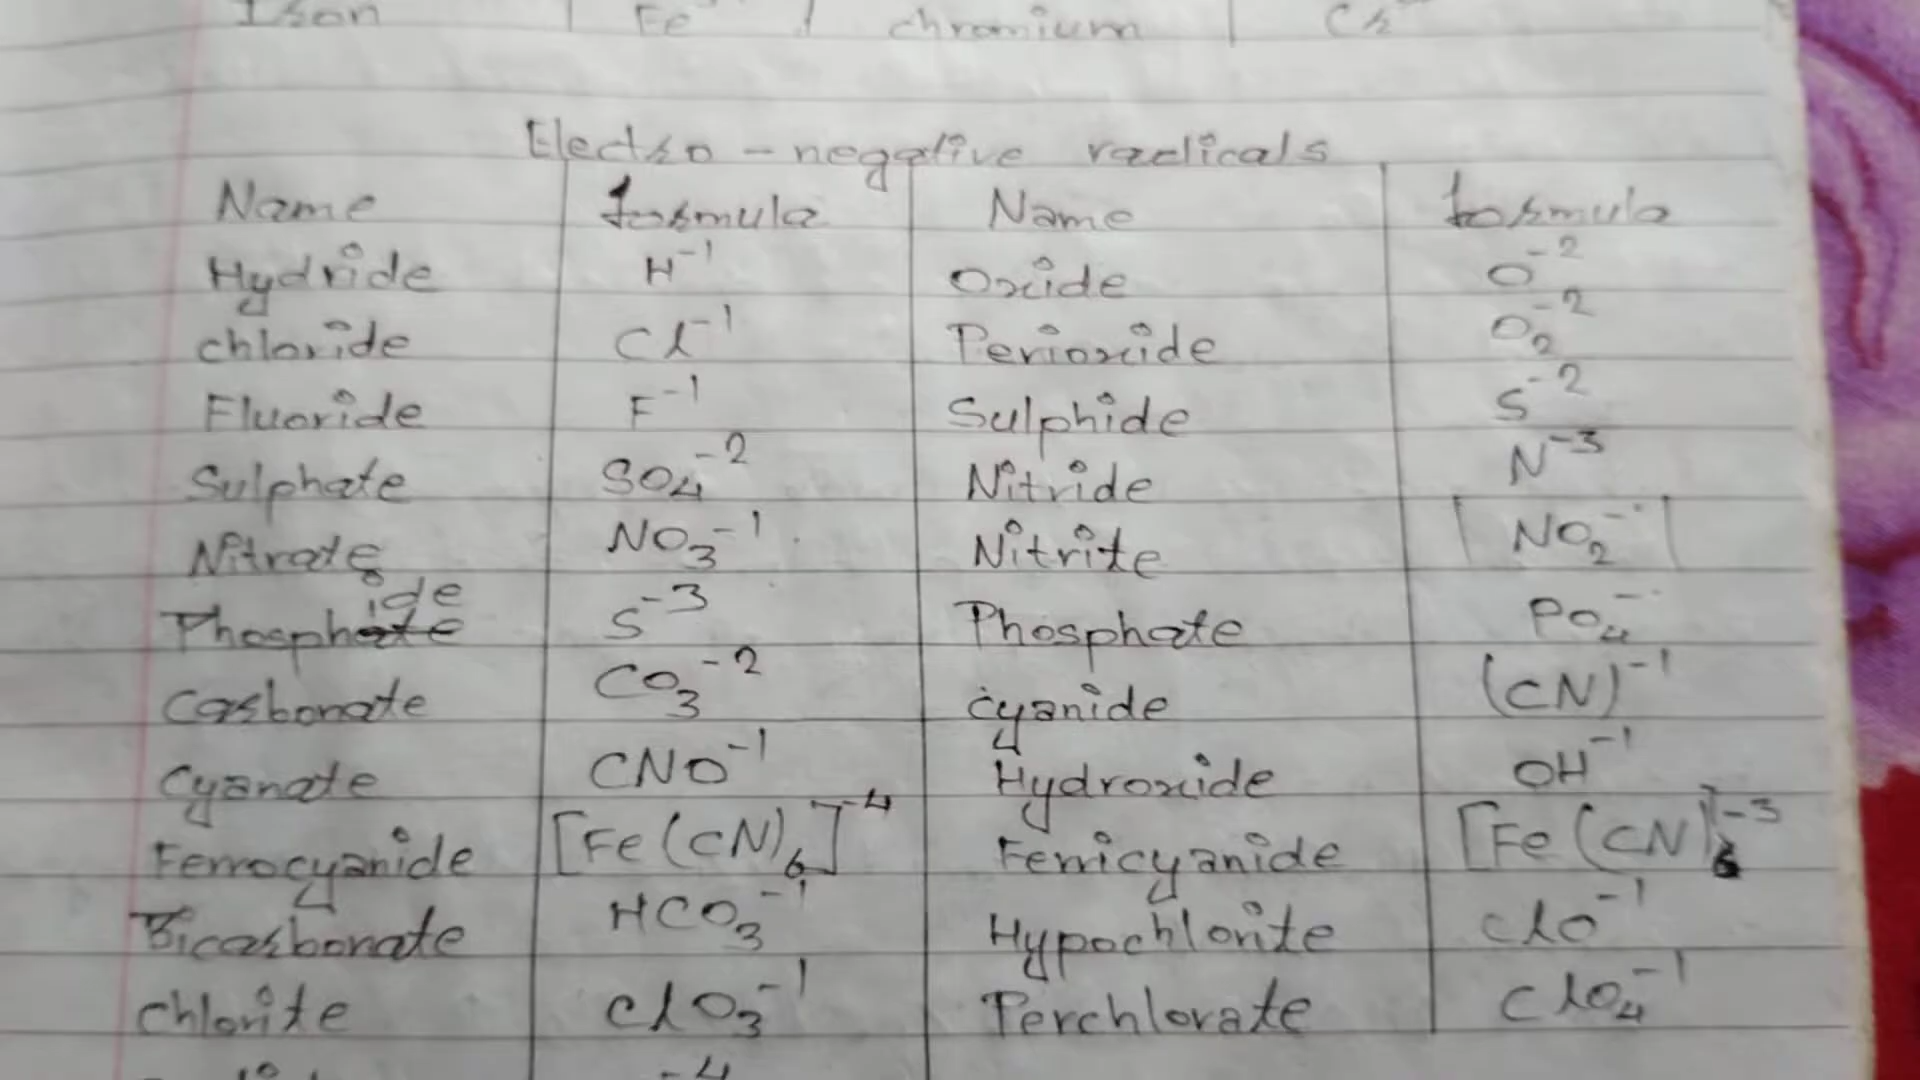 Iron | Fe | chromium | Cr
Electro - negative radicals
Name | formula | Name | formula
Hydride | H⁻¹ | Oxide | O⁻²
chloride | Cl⁻¹ | Perioxide | O₂⁻²
Fluoride | F⁻¹ | Sulphide | S⁻²
Sulphate | SO₄⁻² | Nitride | N⁻³
Nitrate | NO₃⁻¹ | Nitrite | NO₂⁻
Phosphide | S⁻³ | Phosphate | PO₄⁻
Carbonate | CO₃⁻² | cyanide | (CN)⁻¹
Cyanate | CNO⁻¹ | Hydroxide | OH⁻¹
Ferrocyanide | [Fe(CN)₆]⁻⁴ | Ferricyanide | [Fe(CN)₆]⁻³
Bicarbonate | HCO₃⁻¹ | Hypochlorite | ClO⁻¹
Chlorite | ClO₃⁻¹ | Perchlorate | ClO₄⁻¹
-4